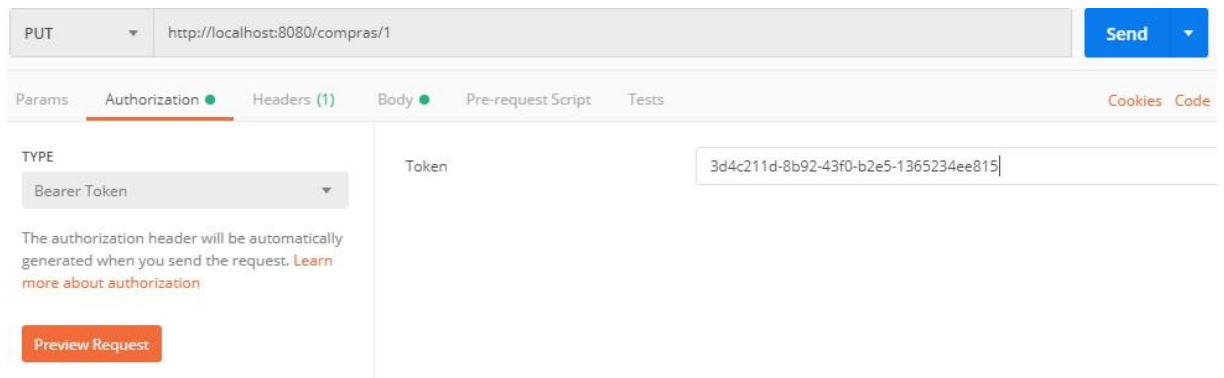 PUT http://localhost:8080/compras/1 Send
Params Authorization Headers (1) Body Pre-request Script Tests Cookies Code
TYPE
Bearer Token
The authorization header will be automatically
generated when you send the request. Learn
more about authorization
Preview Request
Token 3d4c211d-8b92-43f0-b2e5-1365234ee815